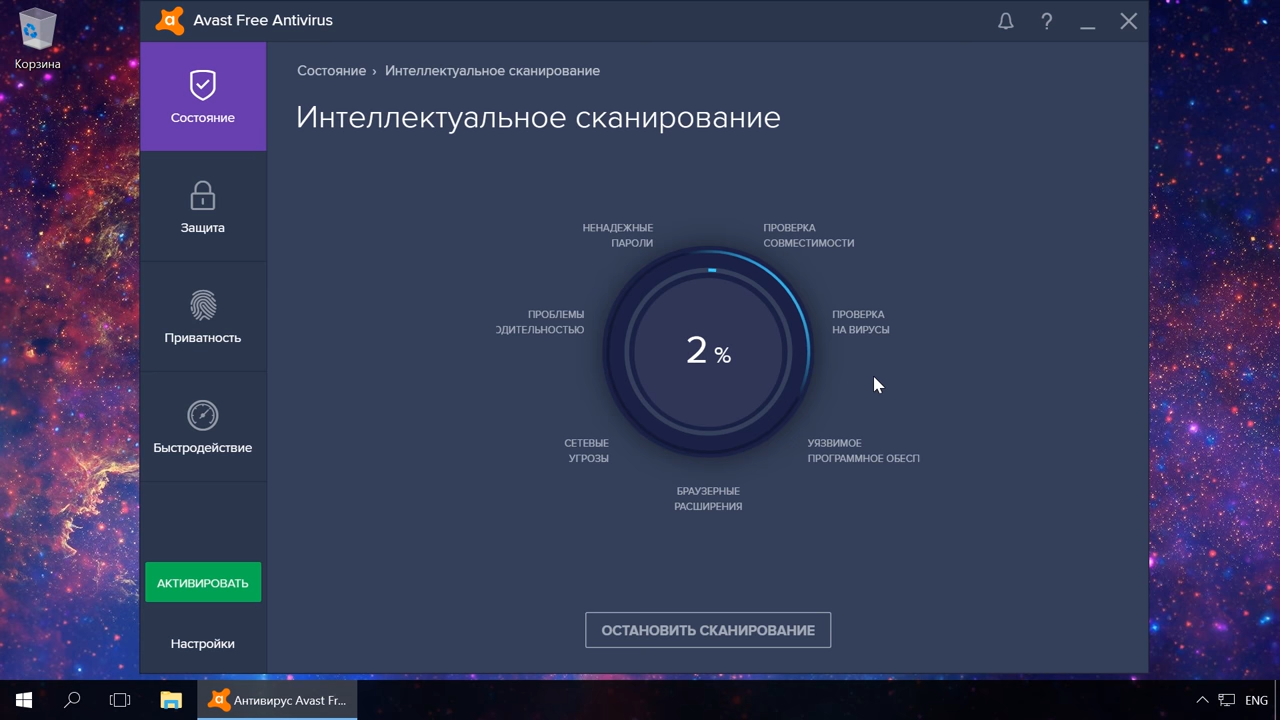 Avast Free Antivirus
Корзина
Состояние
Защита
Приватность
Быстродействие
АКТИВИРОВАТЬ
Настройки
Состояние › Интеллектуальное сканирование
Интеллектуальное сканирование
НЕНАДЕЖНЫЕ
ПАРОЛИ
ПРОВЕРКА
СОВМЕСТИМОСТИ
ПРОБЛЕМЫ
ОДИТЕЛЬНОСТЬЮ
ПРОВЕРКА
НА ВИРУСЫ
2 %
СЕТЕВЫЕ
УГРОЗЫ
УЯЗВИМОЕ
ПРОГРАММНОЕ ОБЕСП
БРАУЗЕРНЫЕ
РАСШИРЕНИЯ
ОСТАНОВИТЬ СКАНИРОВАНИЕ
Антивирус Avast Fr...
ENG